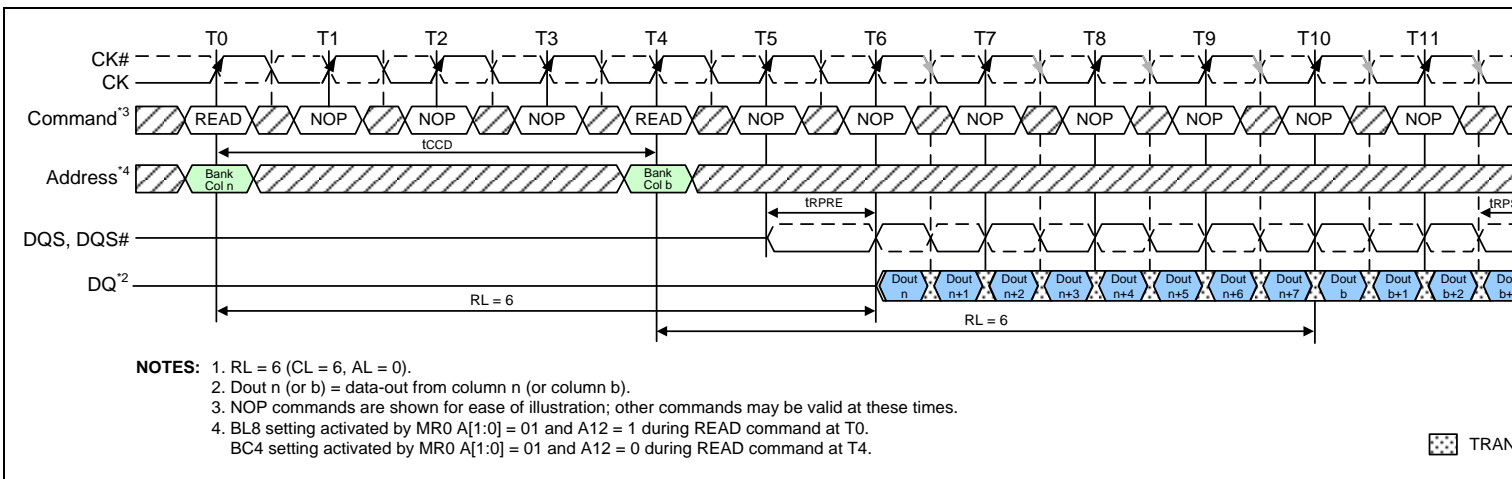 T0 T1 T2 T3 T4 T5 T6 T7 T8 T9 T10 T11
CK#
CK
Command*3 READ NOP NOP NOP READ NOP NOP NOP NOP NOP NOP NOP
tCCD
Address*4 Bank Col n Bank Col b
tRPRE tRPS
DQS, DQS#
DQ*2 Dout n Dout n+1 Dout n+2 Dout n+3 Dout n+4 Dout n+5 Dout n+6 Dout n+7 Dout b Dout b+1 Dout b+2
RL = 6
RL = 6
NOTES: 1. RL = 6 (CL = 6, AL = 0).
2. Dout n (or b) = data-out from column n (or column b).
3. NOP commands are shown for ease of illustration; other commands may be valid at these times.
4. BL8 setting activated by MR0 A[1:0] = 01 and A12 = 1 during READ command at T0.
BC4 setting activated by MR0 A[1:0] = 01 and A12 = 0 during READ command at T4.
TRAN